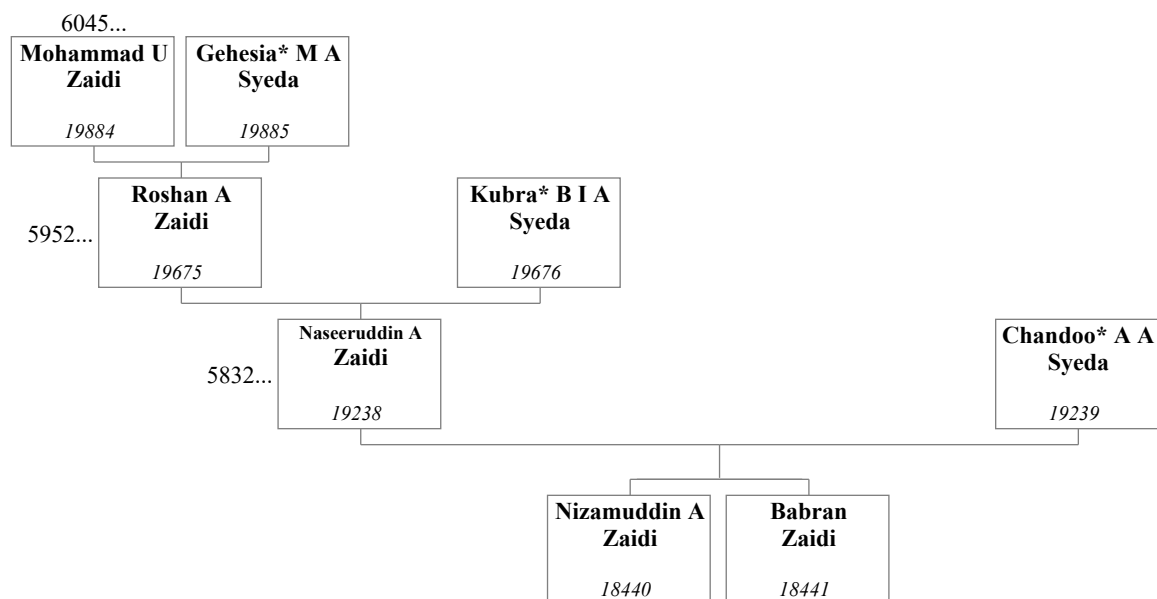 6045...
Mohammad U
Zaidi
19884
Gehesia* M A
Syeda
19885
5952...
Roshan A
Zaidi
19675
Kubra* B I A
Syeda
19676
5832...
Naseeruddin A
Zaidi
19238
Chandoo* A A
Syeda
19239
Nizamuddin A
Zaidi
18440
Babran
Zaidi
18441